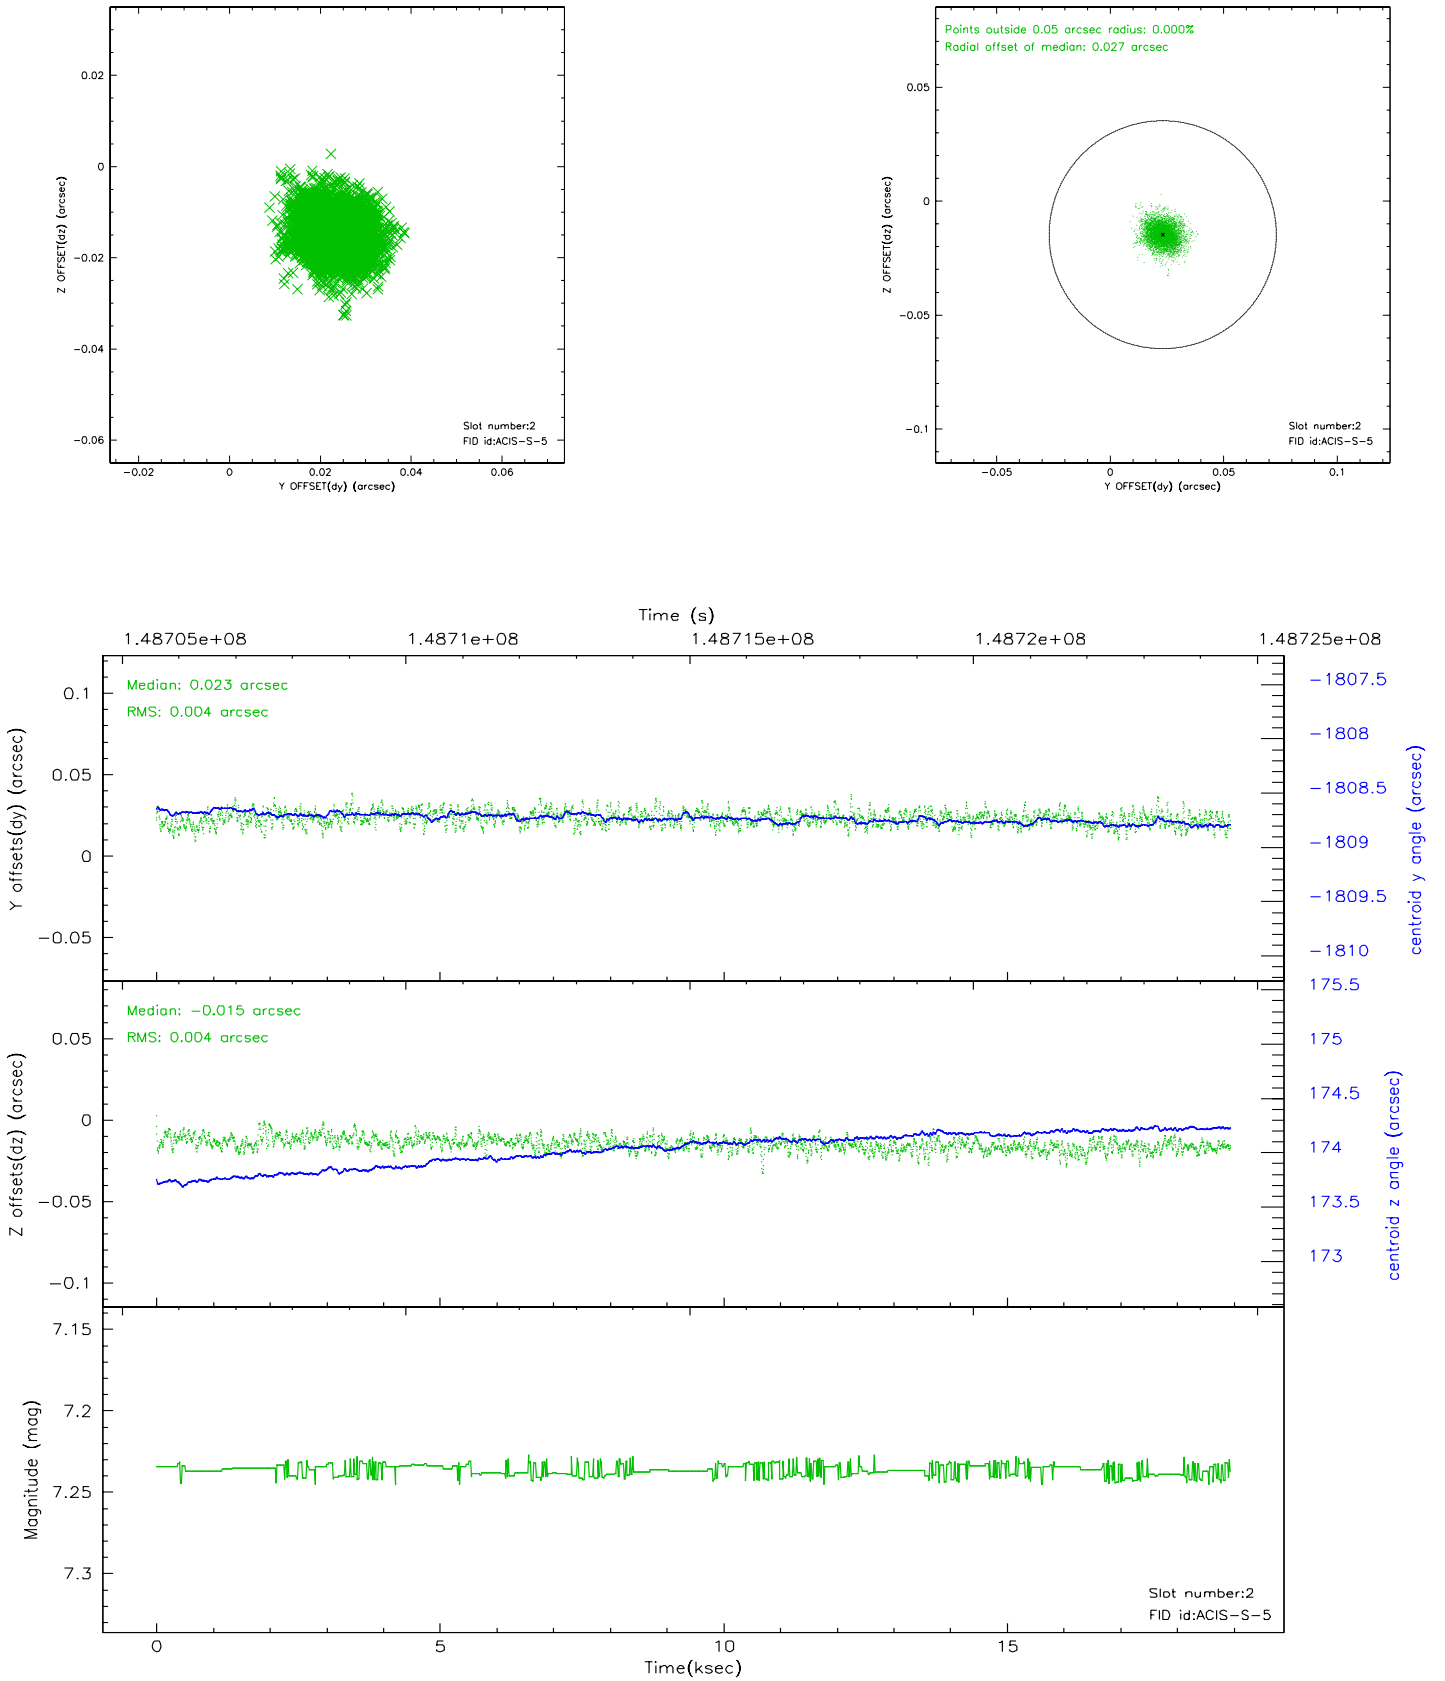 0.02
0
-0.02
-0.04
-0.06
Z OFFSET(dz) (arcsec)
Slot number:2
FID id:ACIS-S-5
-0.02 0 0.02 0.04 0.06
Y OFFSET(dy) (arcsec)
Points outside 0.05 arcsec radius: 0.000%
Radial offset of median: 0.027 arcsec
0.05
0
-0.05
-0.1
Z OFFSET(dz) (arcsec)
Slot number:2
FID id:ACIS-S-5
-0.05 0 0.05 0.1
Y OFFSET(dy) (arcsec)
Time (s)
1.48705e+08 1.4871e+08 1.48715e+08 1.4872e+08 1.48725e+08
Median: 0.023 arcsec
RMS: 0.004 arcsec
0.1
0.05
0
-0.05
Y offsets(dy) (arcsec)
-1807.5
-1808
-1808.5
-1809
-1809.5
-1810
centroid y angle (arcsec)
Median: -0.015 arcsec
RMS: 0.004 arcsec
0.05
0
-0.05
-0.1
Z offsets(dz) (arcsec)
175.5
175
174.5
174
173.5
173
centroid z angle (arcsec)
7.15
7.2
7.25
7.3
Magnitude (mag)
Slot number:2
FID id:ACIS-S-5
0 5 10 15
Time(ksec)